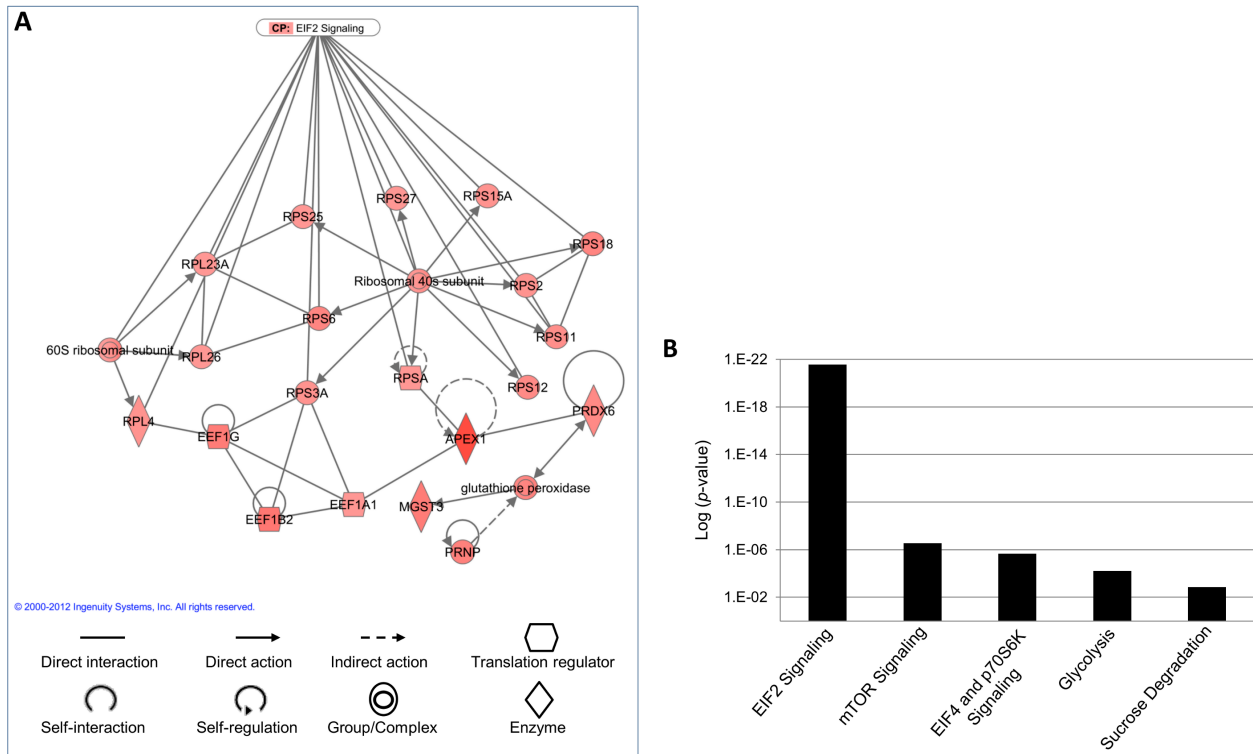 A
CP: EIF2 Signaling
RPS27
RPS15A
RPS25
RPS18
RPL23A
Ribosomal 40s subunit
RPS2
RPS6
RPS11
60S ribosomal subunit
RPL26
RPSA
RPS12
RPS3A
PRDX6
RPL4
EEF1G
APEX1
glutathione peroxidase
EEF1A1
MGST3
EEF1B2
PRNP
© 2000-2012 Ingenuity Systems, Inc. All rights reserved.
Direct interaction
Direct action
Indirect action
Translation regulator
Self-interaction
Self-regulation
Group/Complex
Enzyme
B
Log (p-value)
1.E-22
1.E-18
1.E-14
1.E-10
1.E-06
1.E-02
EIF2 Signaling
mTOR Signaling
EIF4 and p70S6K
Signaling
Glycolysis
Sucrose Degradation